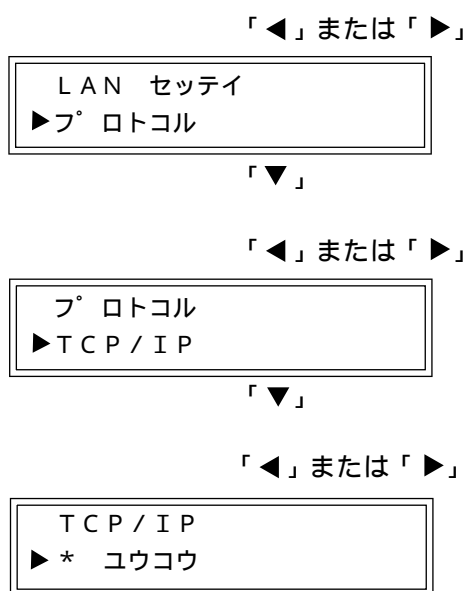 「◀」または「▶」
LAN セッテイ
▶プロトコル
「▼」
「◀」または「▶」
プロトコル
▶TCP/IP
「▼」
「◀」または「▶」
TCP/IP
▶* ユウコウ